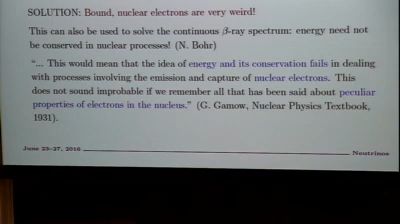 SOLUTION: Bound, nuclear electrons are very weird!
This can also be used to solve the continuous β-ray spectrum: energy need not
be conserved in nuclear processes! (N. Bohr)
“... This would mean that the idea of energy and its conservation fails in dealing
with processes involving the emission and capture of nuclear electrons. This
does not sound improbable if we remember all that has been said about peculiar
properties of electrons in the nucleus.” (G. Gamow, Nuclear Physics Textbook,
1931).
June 25–27, 2016 Neutrinos